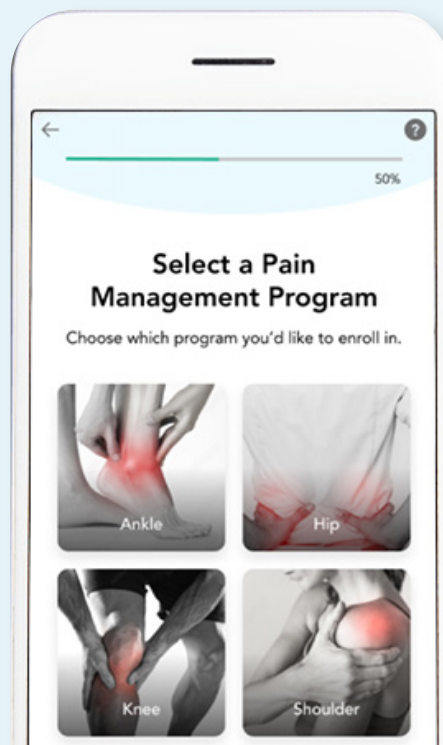 ?
50%
Select a Pain
Management Program
Choose which program you’d like to enroll in.
Ankle
Hip
Knee
Shoulder